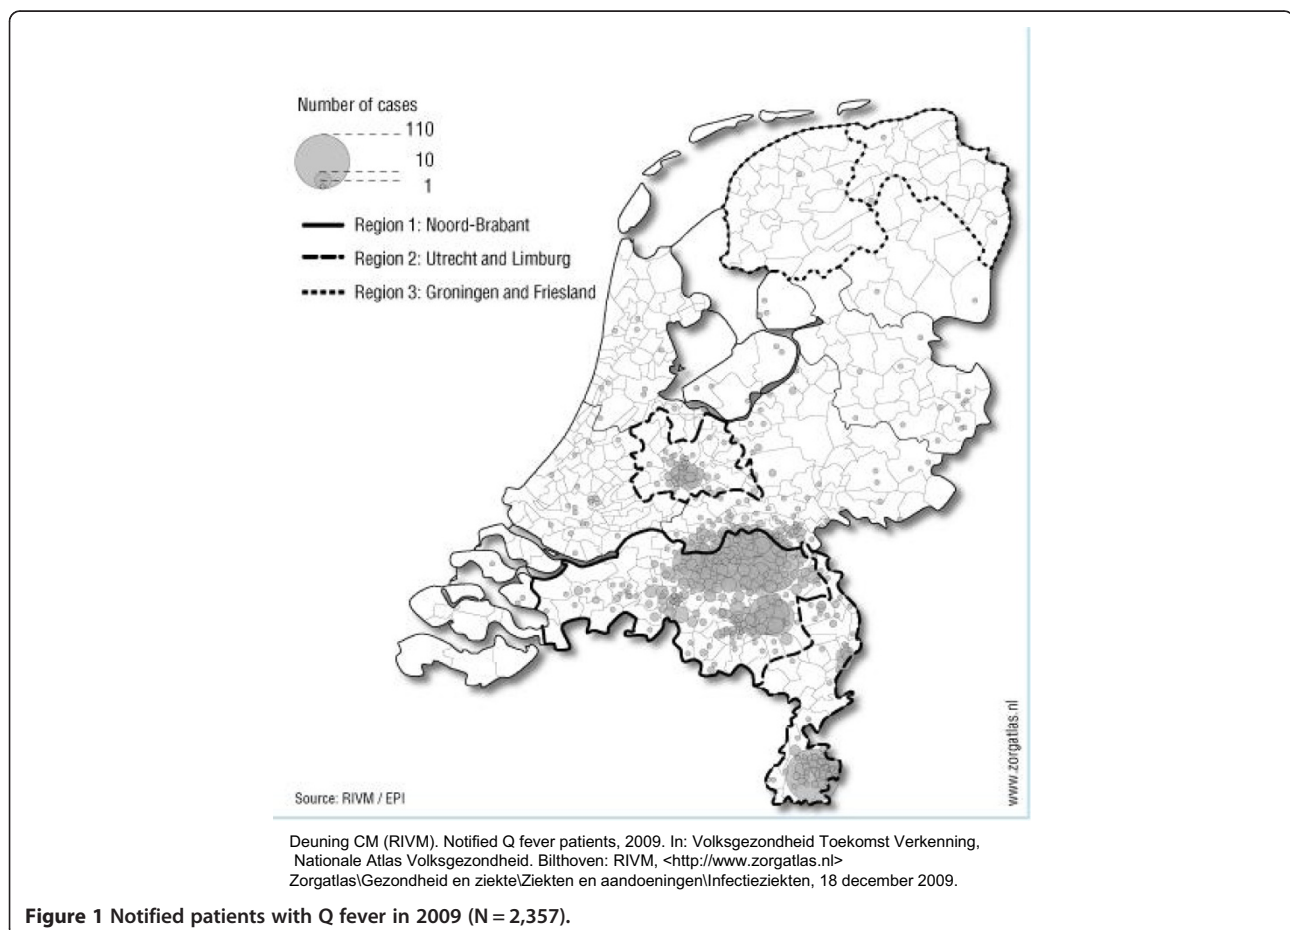 Number of cases
110
10
1
Region 1: Noord-Brabant
Region 2: Utrecht and Limburg
Region 3: Groningen and Friesland
www.zorgatlas.nl
Source: RIVM / EPI
Deuning CM (RIVM). Notified Q fever patients, 2009. In: Volksgezondheid Toekomst Verkenning,
Nationale Atlas Volksgezondheid. Bilthoven: RIVM, <http://www.zorgatlas.nl>
Zorgatlas\Gezondheid en ziekte\Ziekten en aandoeningen\Infectieziekten, 18 december 2009.
Figure 1 Notified patients with Q fever in 2009 (N = 2,357).